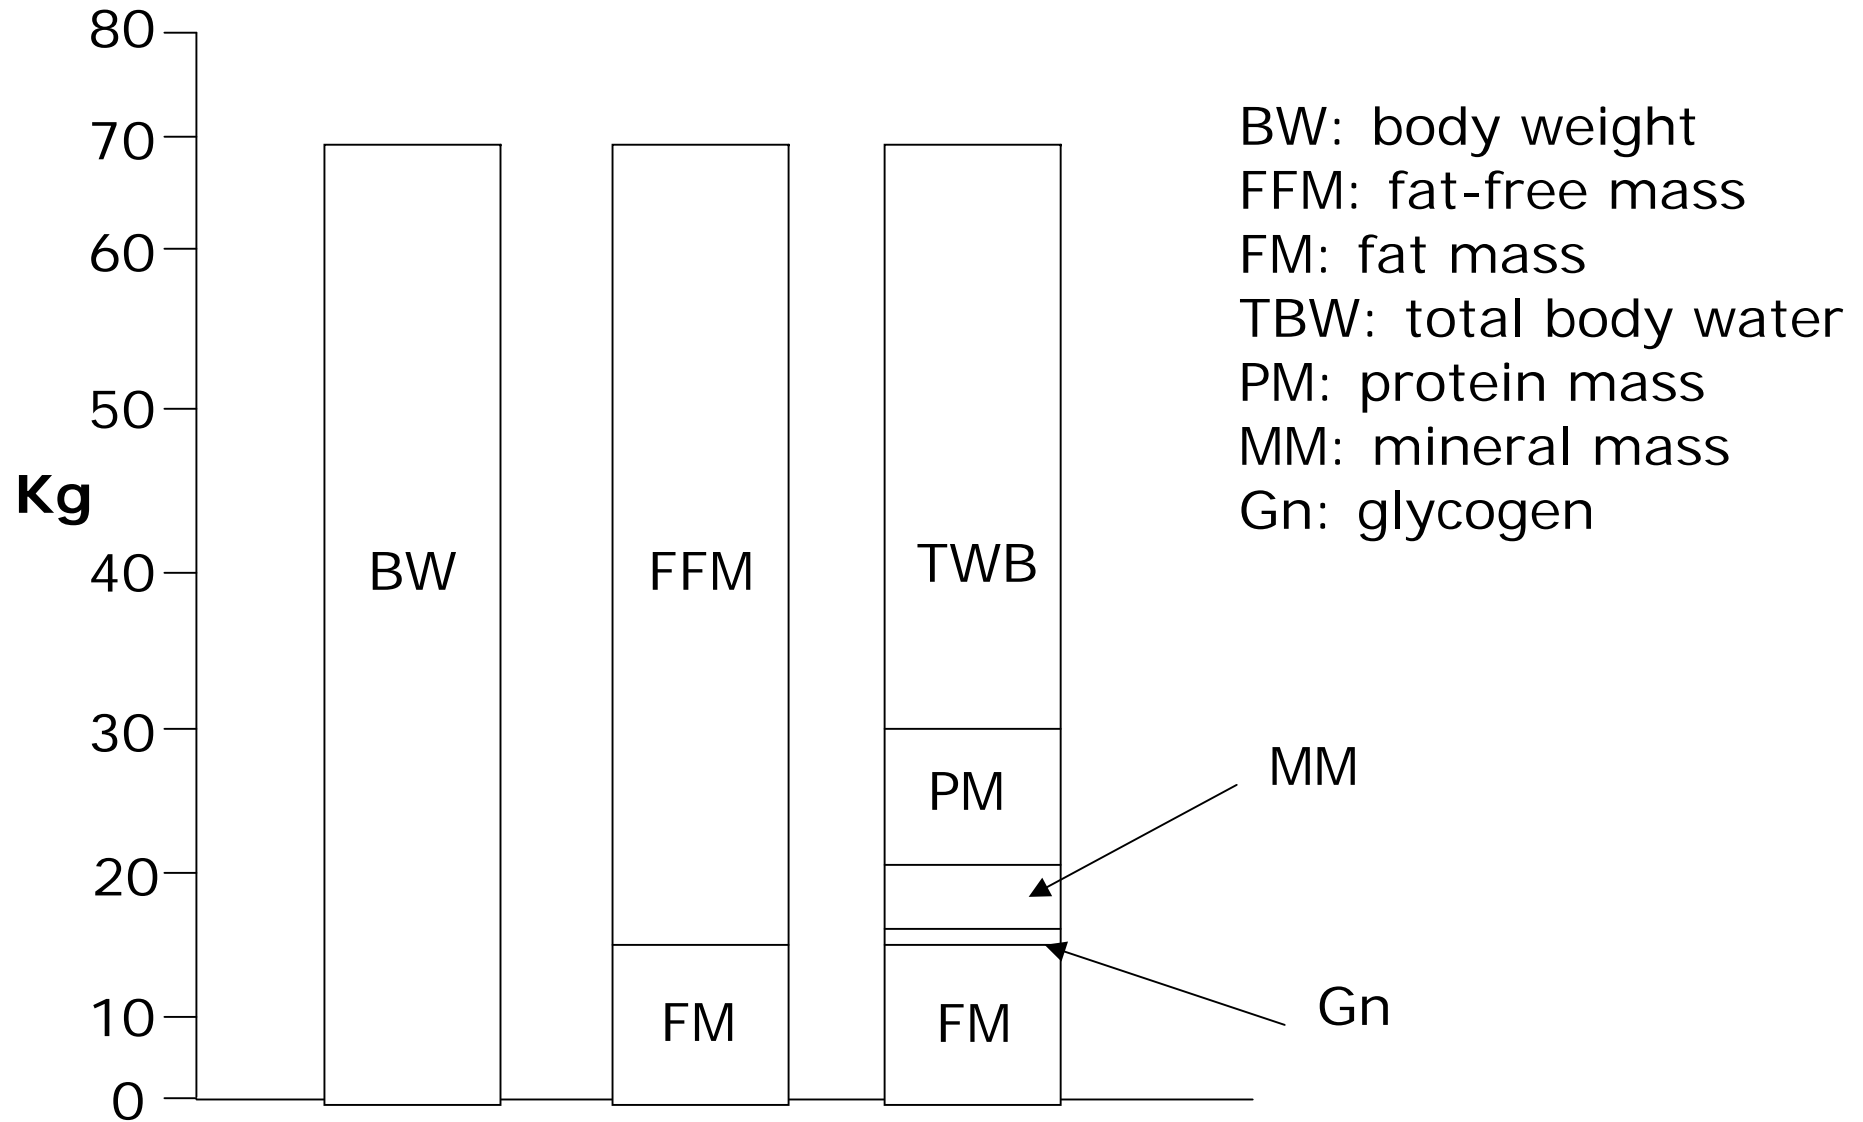 80
70
60
50
Kg
40
30
20
10
0
BW
FFM
FM
TWB
PM
FM
MM
Gn
BW: body weight
FFM: fat-free mass
FM: fat mass
TBW: total body water
PM: protein mass
MM: mineral mass
Gn: glycogen